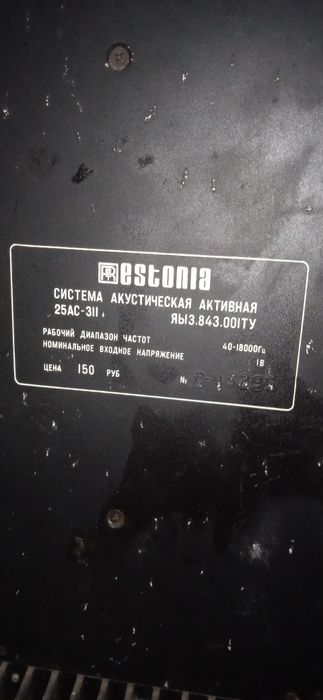 estonia
СИСТЕМА АКУСТИЧЕСКАЯ АКТИВНАЯ
25АС-311 ЯЫ3.843.001ТУ
РАБОЧИЙ ДИАПАЗОН ЧАСТОТ 40-18000Гц
НОМИНАЛЬНОЕ ВХОДНОЕ НАПРЯЖЕНИЕ 1В
ЦЕНА 150 РУБ №